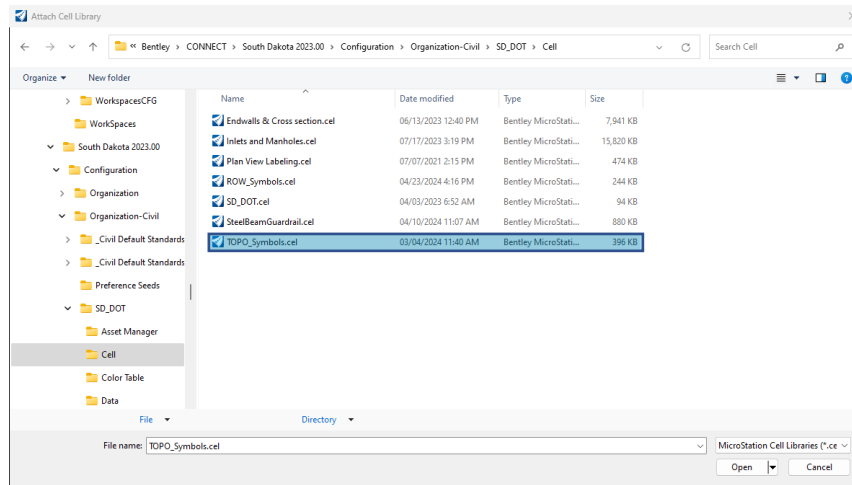 Attach Cell Library
« Bentley > CONNECT > South Dakota 2023.00 > Configuration > Organization-Civil > SD_DOT > Cell
Search Cell
Organize New folder
Name Date modified Type Size
WorkspacesCFG
WorkSpaces
South Dakota 2023.00
Configuration
Organization
Organization-Civil
_Civil Default Standards
_Civil Default Standards
Preference Seeds
SD_DOT
Asset Manager
Cell
Color Table
Data
Endwalls & Cross section.cel 06/13/2023 12:40 PM Bentley MicroStati... 7,941 KB
Inlets and Manholes.cel 07/17/2023 3:19 PM Bentley MicroStati... 15,820 KB
Plan View Labeling.cel 07/07/2021 2:15 PM Bentley MicroStati... 474 KB
ROW_Symbols.cel 04/23/2024 4:16 PM Bentley MicroStati... 244 KB
SD_DOT.cel 04/03/2023 6:52 AM Bentley MicroStati... 94 KB
SteelBeamGuardrail.cel 04/10/2024 11:07 AM Bentley MicroStati... 880 KB
TOPO_Symbols.cel 03/04/2024 11:40 AM Bentley MicroStati... 396 KB
File Directory
File name: TOPO_Symbols.cel MicroStation Cell Libraries (*.ce
Open Cancel